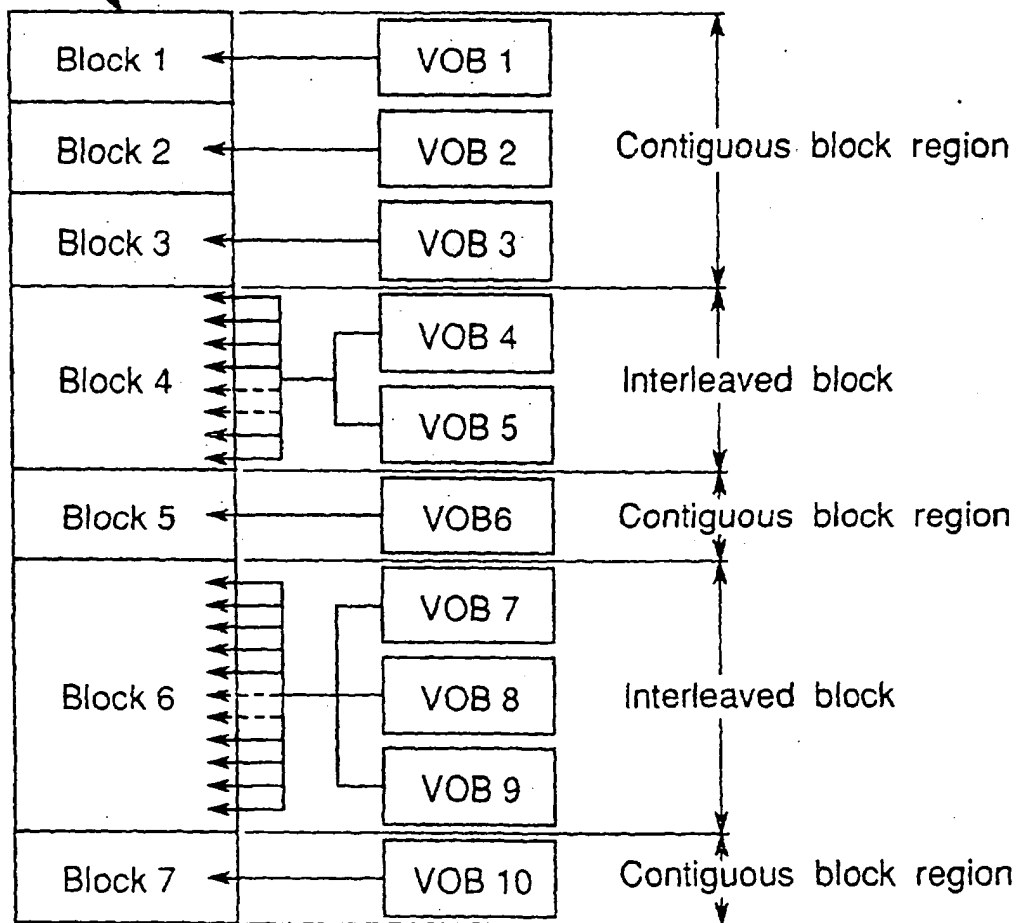 Block 1
VOB 1
Block 2
VOB 2
Contiguous block region
Block 3
VOB 3
VOB 4
Block 4
Interleaved block
VOB 5
Block 5
VOB6
Contiguous block region
VOB 7
Block 6
VOB 8
Interleaved block
VOB 9
Block 7
VOB 10
Contiguous block region